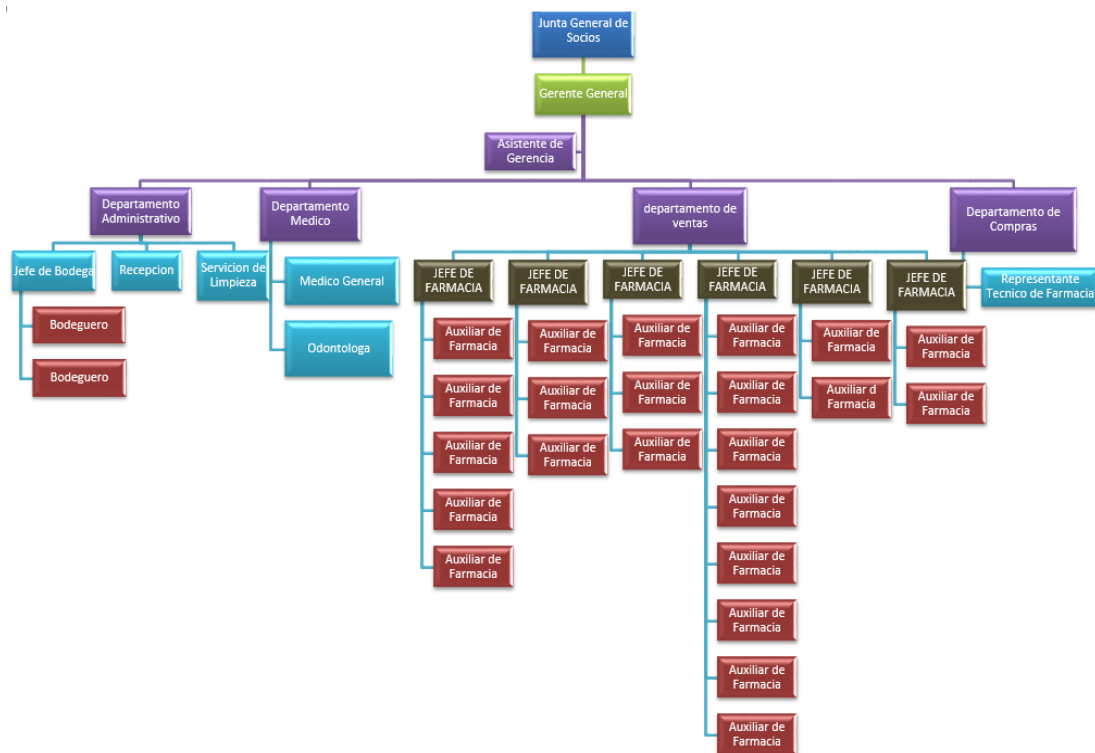 Junta General de
Socios
Gerente General
Asistente de
Gerencia
Departamento
Administrativo
Departamento
Medico
departamento de
ventas
Departamento de
Compras
Jefe de Bodega
Recepcion
Servicion de
Limpieza
Medico General
JEFE DE
FARMACIA
JEFE DE
FARMACIA
JEFE DE
FARMACIA
JEFE DE
FARMACIA
JEFE DE
FARMACIA
JEFE DE
FARMACIA
Representante
Tecnico de Farmacia
Bodeguero
Bodeguero
Odontologa
Auxiliar de
Farmacia
Auxiliar de
Farmacia
Auxiliar de
Farmacia
Auxiliar de
Farmacia
Auxiliar de
Farmacia
Auxiliar de
Farmacia
Auxiliar de
Farmacia
Auxiliar de
Farmacia
Auxiliar de
Farmacia
Auxiliar de
Farmacia
Auxiliar de
Farmacia
Auxiliar de
Farmacia
Auxiliar de
Farmacia
Auxiliar de
Farmacia
Auxiliar de
Farmacia
Auxiliar de
Farmacia
Auxiliar de
Farmacia
Auxiliar de
Farmacia
Auxiliar de
Farmacia
Auxiliar de
Farmacia
Auxiliar d
Farmacia
Auxiliar de
Farmacia
Auxiliar de
Farmacia